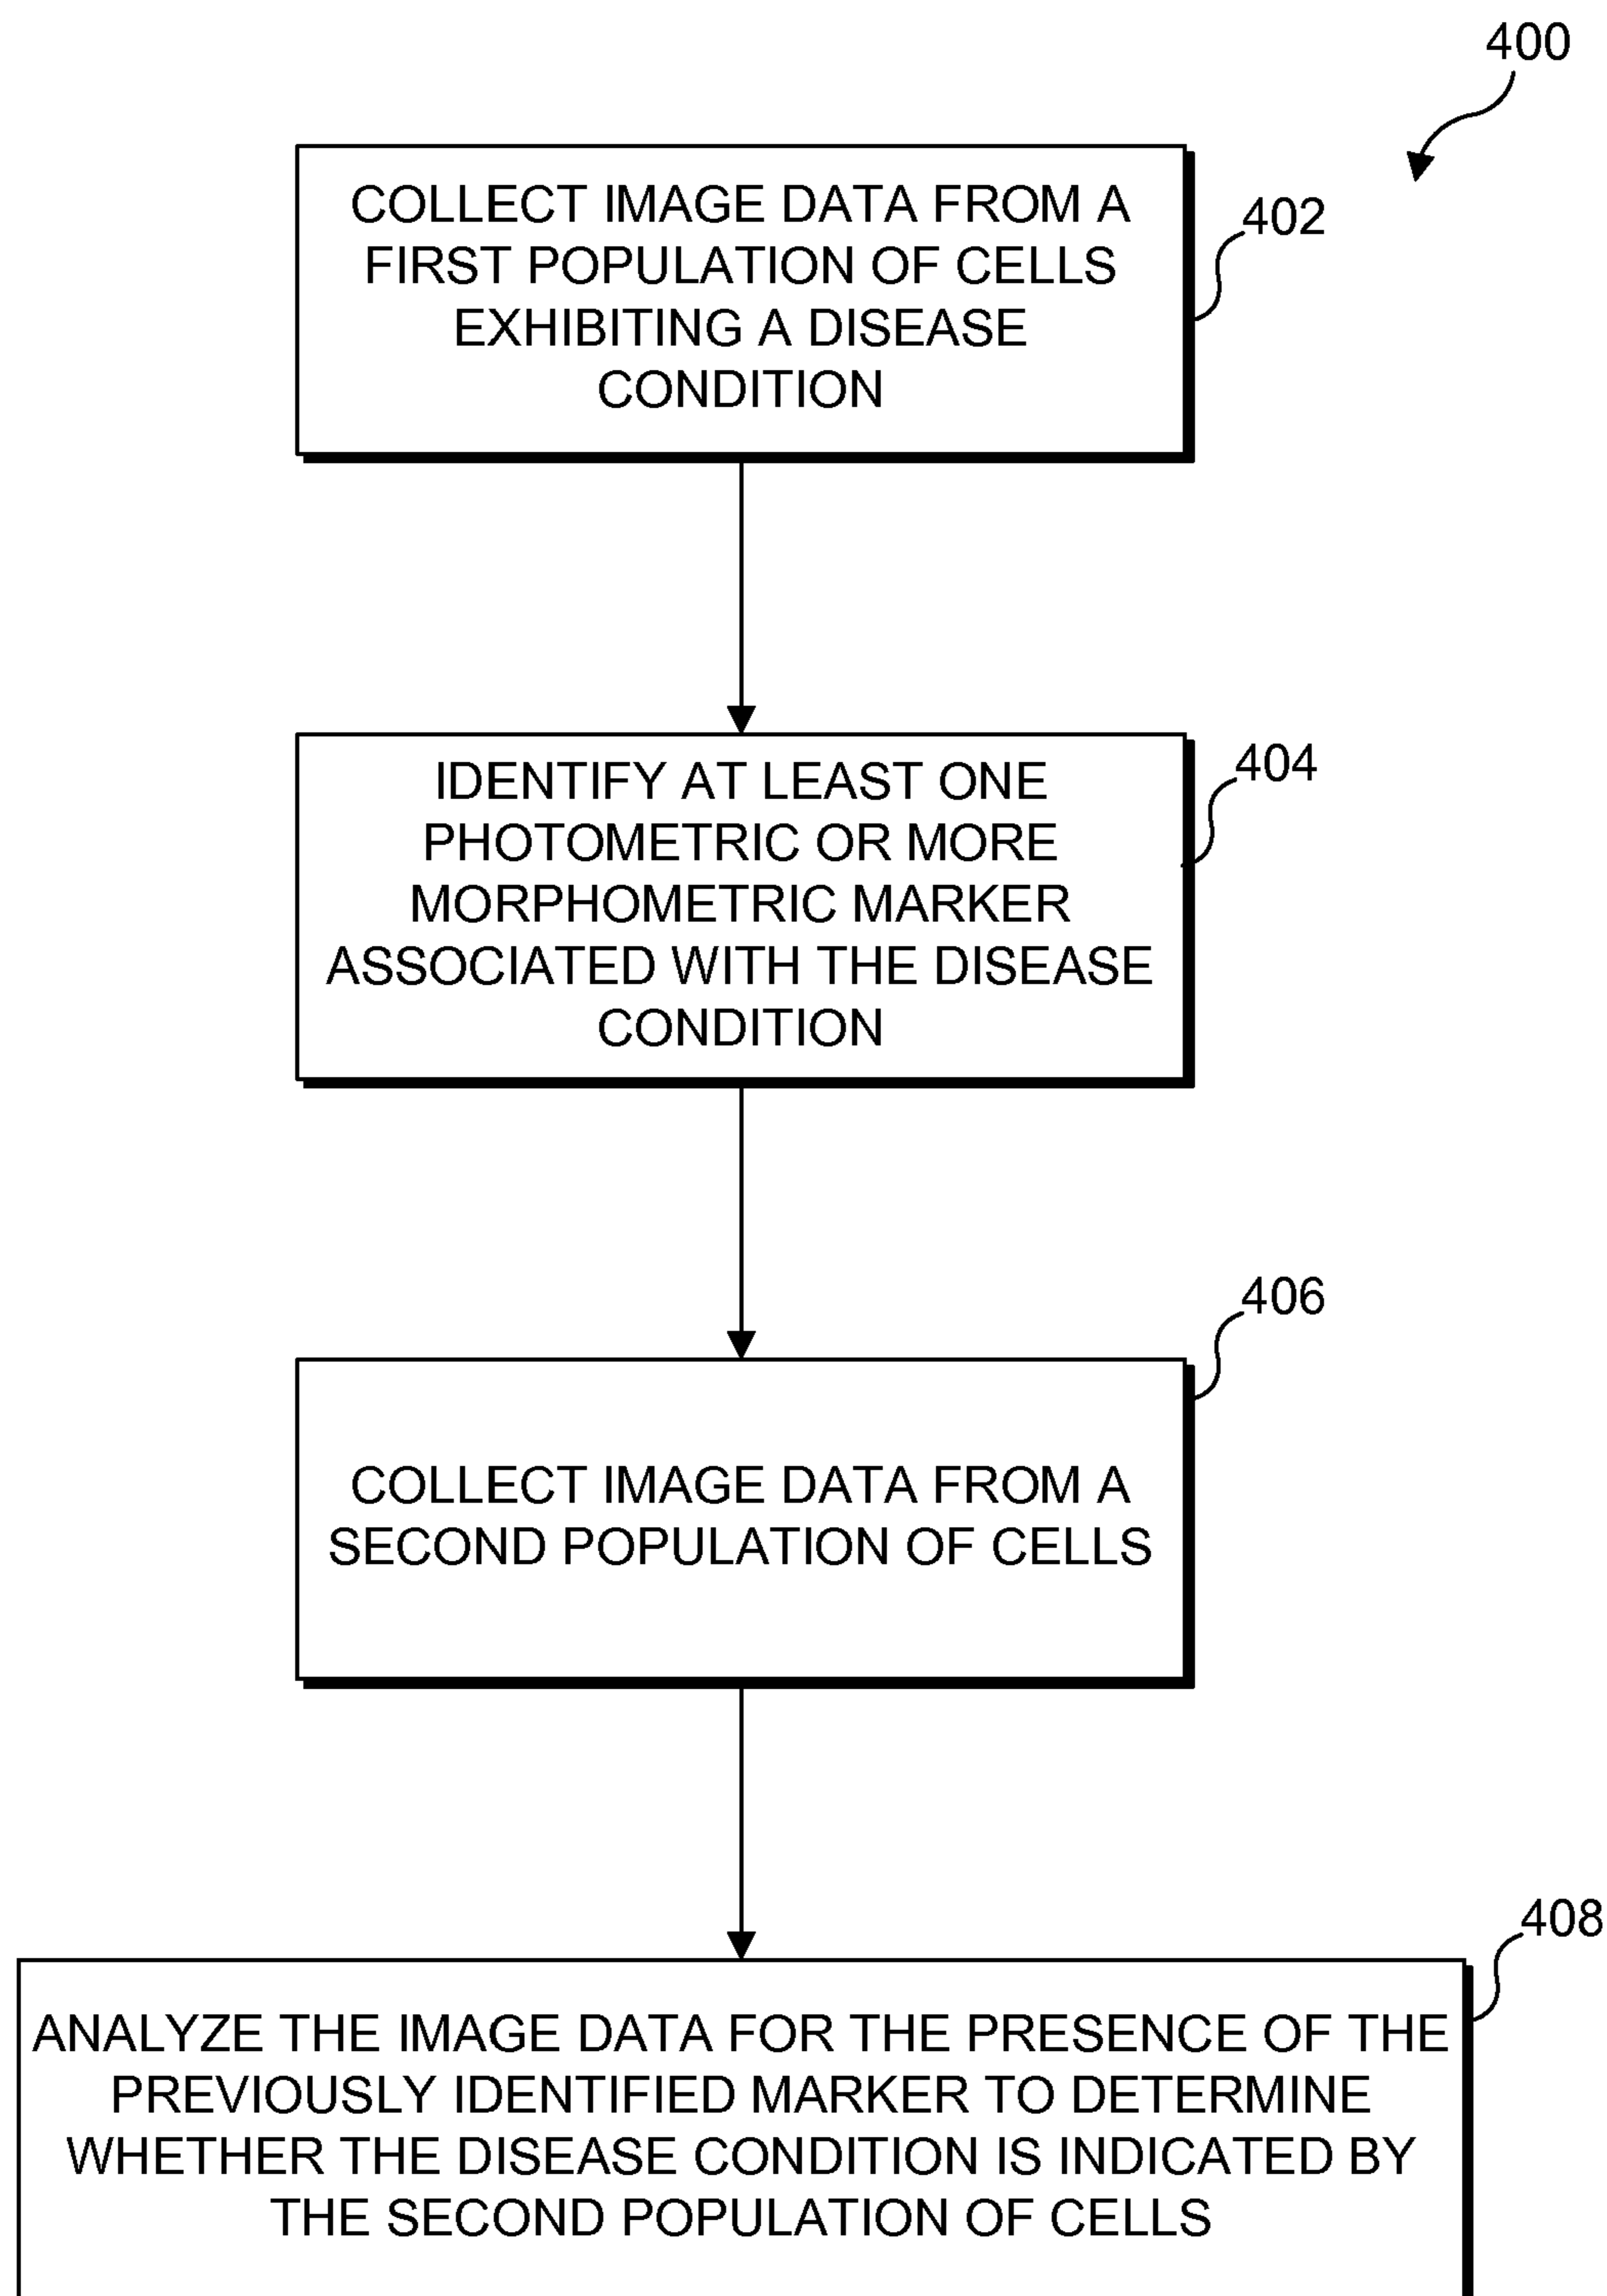 400
COLLECT IMAGE DATA FROM A
FIRST POPULATION OF CELLS
EXHIBITING A DISEASE
CONDITION
402
IDENTIFY AT LEAST ONE
PHOTOMETRIC OR MORE
MORPHOMETRIC MARKER
ASSOCIATED WITH THE DISEASE
CONDITION
404
COLLECT IMAGE DATA FROM A
SECOND POPULATION OF CELLS
406
ANALYZE THE IMAGE DATA FOR THE PRESENCE OF THE
PREVIOUSLY IDENTIFIED MARKER TO DETERMINE
WHETHER THE DISEASE CONDITION IS INDICATED BY
THE SECOND POPULATION OF CELLS
408